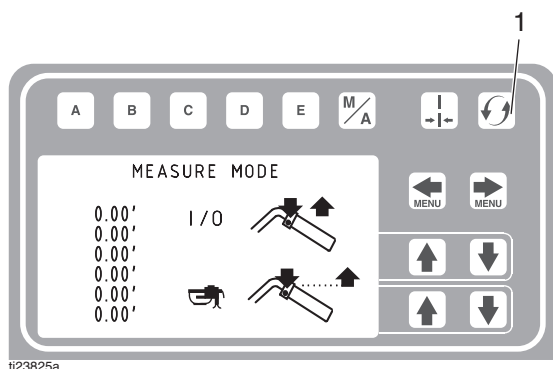 1
A B C D E M/A
MENU MENU
MEASURE MODE
0.00' I/O
0.00'
0.00'
0.00'
0.00'
0.00'
ti23825a